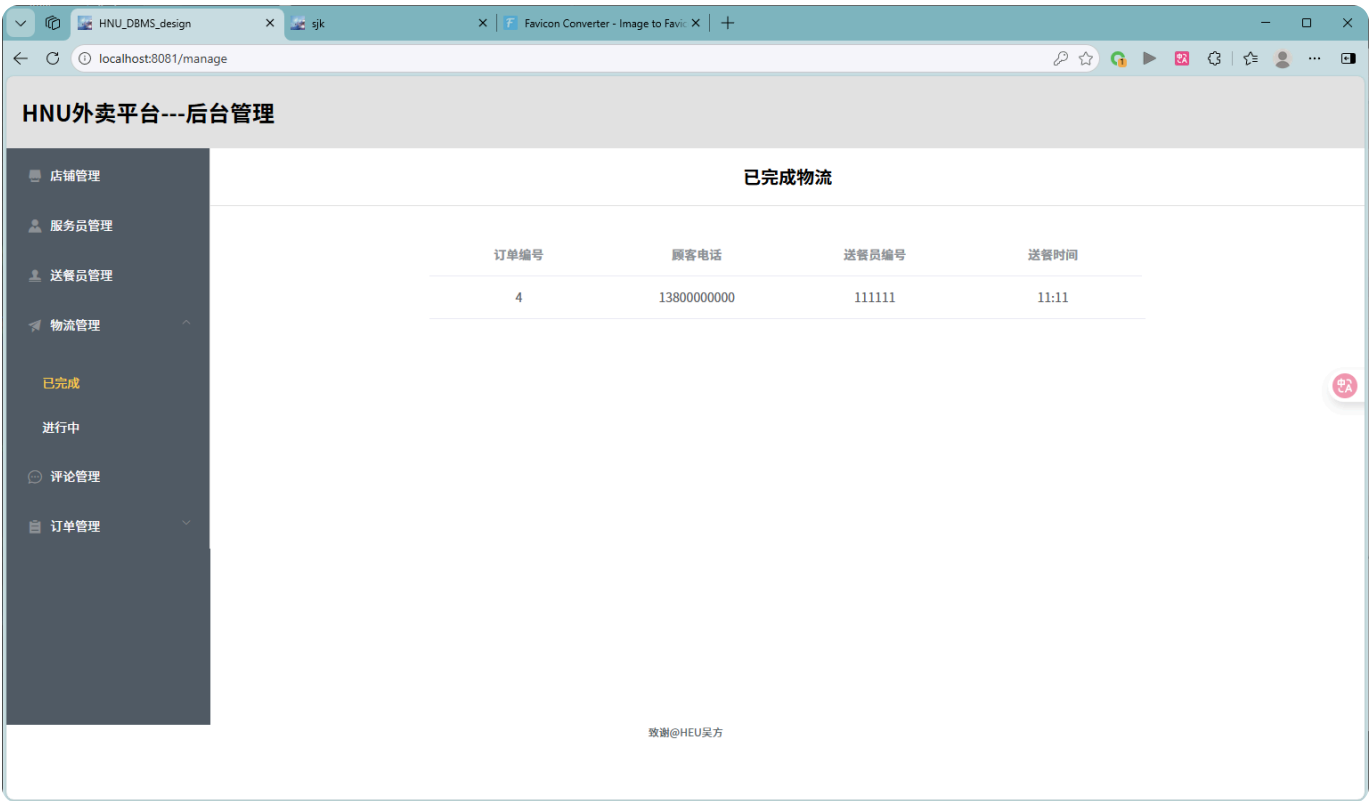 HNU_DBMS_design
sjk
Favicon Converter - Image to Favic
localhost:8081/manage
HNU外卖平台---后台管理
店铺管理
服务员管理
送餐员管理
物流管理
已完成
进行中
评论管理
订单管理
已完成物流
订单编号 顾客电话 送餐员编号 送餐时间
4 13800000000 111111 11:11
致谢@HEU吴方